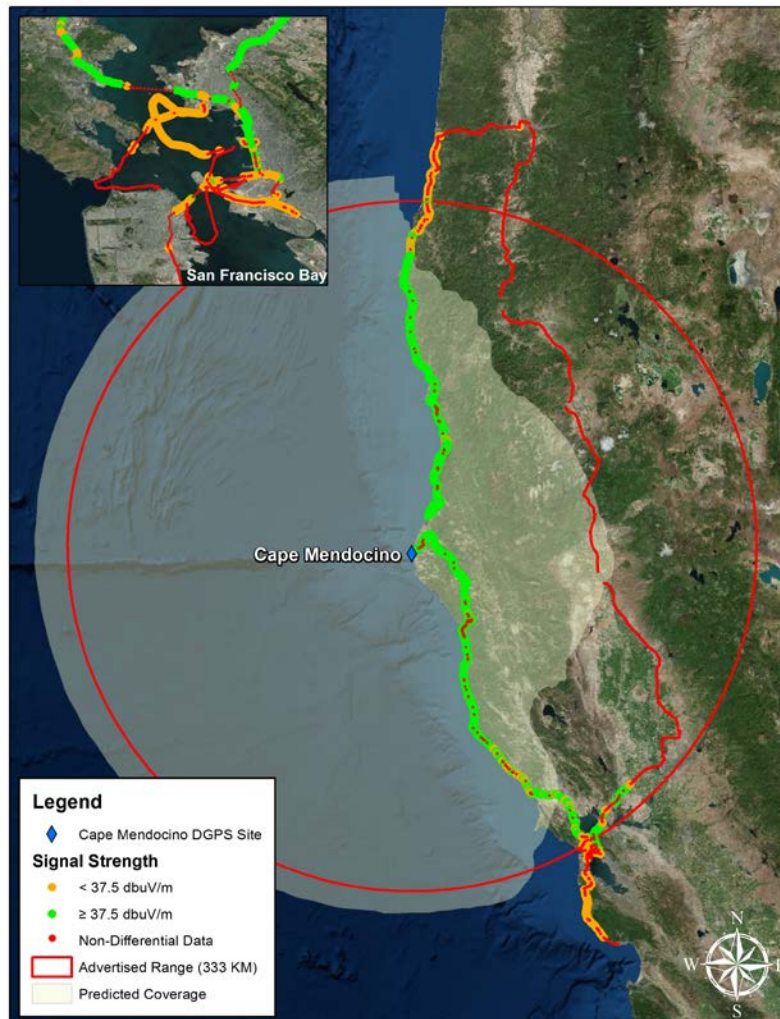 San Francisco Bay
Cape Mendocino
Legend
Cape Mendocino DGPS Site
Signal Strength
< 37.5 dbuV/m
≥ 37.5 dbuV/m
Non-Differential Data
Advertised Range (333 KM)
Predicted Coverage
N
W E
S